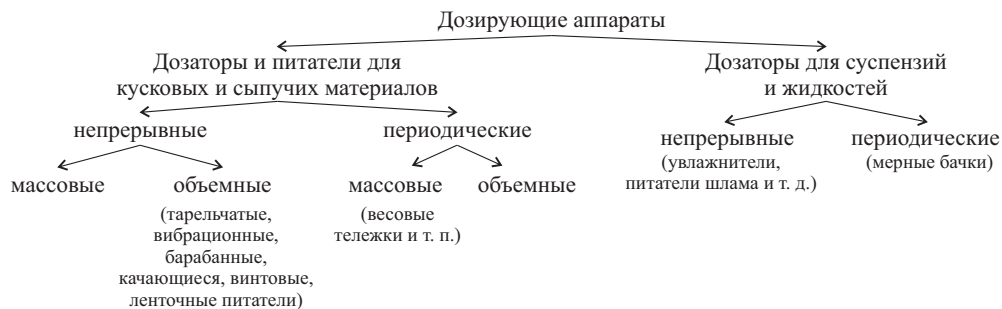 Дозирующие аппараты
Дозаторы и питатели для
кусковых и сыпучих материалов
Дозаторы для суспензий
и жидкостей
непрерывные
периодические
непрерывные
(увлажнители,
питатели шлама и т. д.)
периодические
(мерные бачки)
массовые
объемные
(тарельчатые,
вибрационные,
барабанные,
качающиеся, винтовые,
ленточные питатели)
массовые
(весовые
тележки и т. п.)
объемные